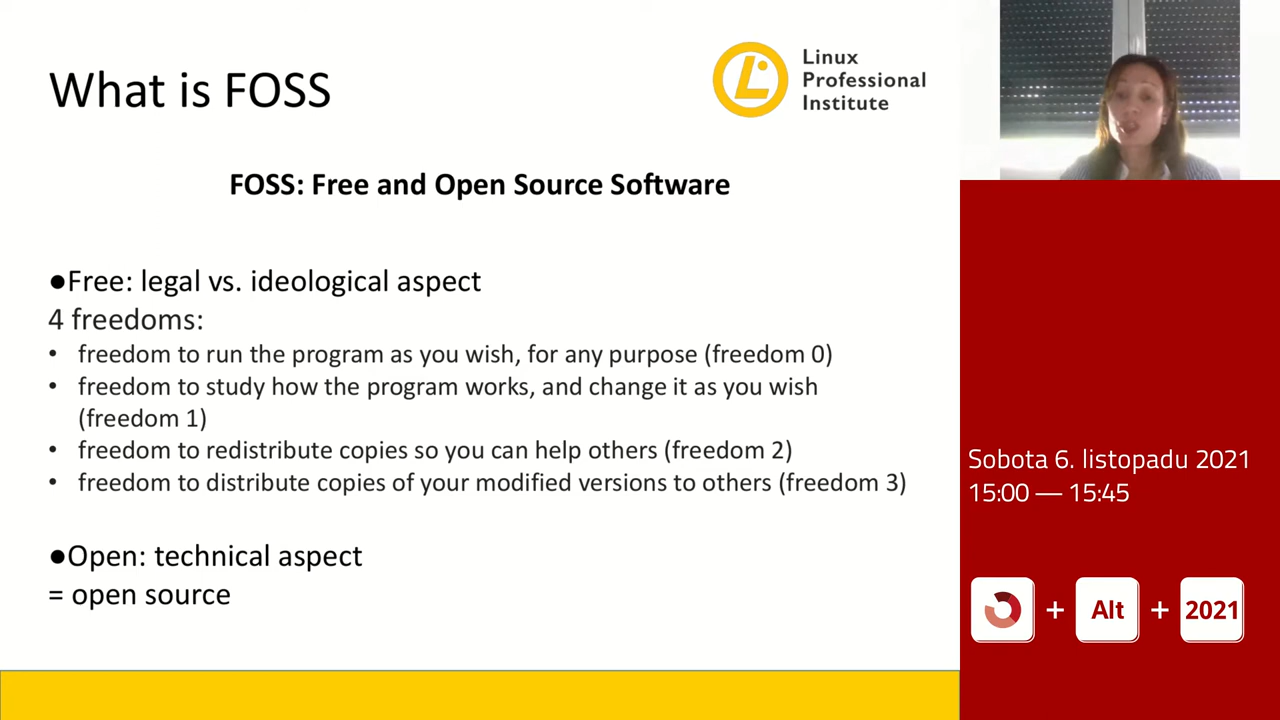 What is FOSS
Linux
Professional
Institute
FOSS: Free and Open Source Software
●Free: legal vs. ideological aspect
4 freedoms:
• freedom to run the program as you wish, for any purpose (freedom 0)
• freedom to study how the program works, and change it as you wish
(freedom 1)
• freedom to redistribute copies so you can help others (freedom 2)
• freedom to distribute copies of your modified versions to others (freedom 3)
●Open: technical aspect
= open source
Sobota 6. listopadu 2021
15:00 — 15:45
+ Alt + 2021